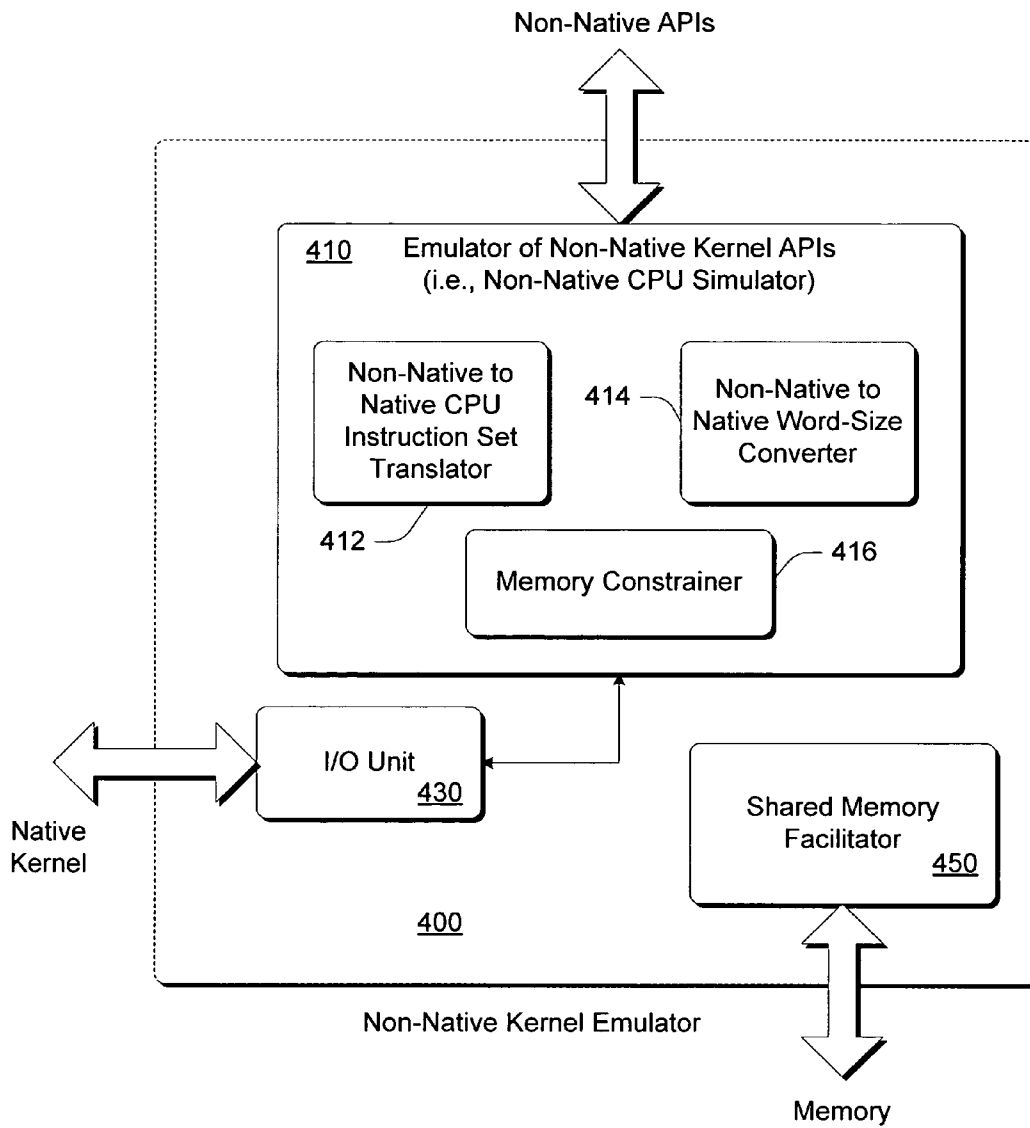 Non-Native APIs
410
Emulator of Non-Native Kernel APIs
(i.e., Non-Native CPU Simulator)
Non-Native to
Native CPU
Instruction Set
Translator
412
414
Non-Native to
Native Word-Size
Converter
Memory Constrainer
416
I/O Unit
430
Native
Kernel
Shared Memory
Facilitator
450
400
Non-Native Kernel Emulator
Memory